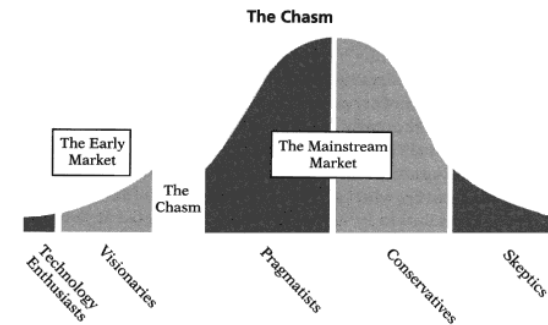 The Chasm
The Early
Market
The Mainstream
Market
The
Chasm
Technology
Enthusiasts
Visionaries
Pragmatists
Conservatives
Skeptics